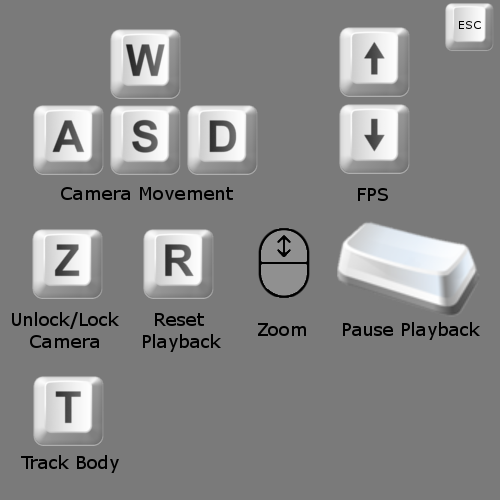 ESC
W
A S D
Camera Movement
FPS
Z
R
Unlock/Lock
Camera
Reset
Playback
Zoom
Pause Playback
T
Track Body